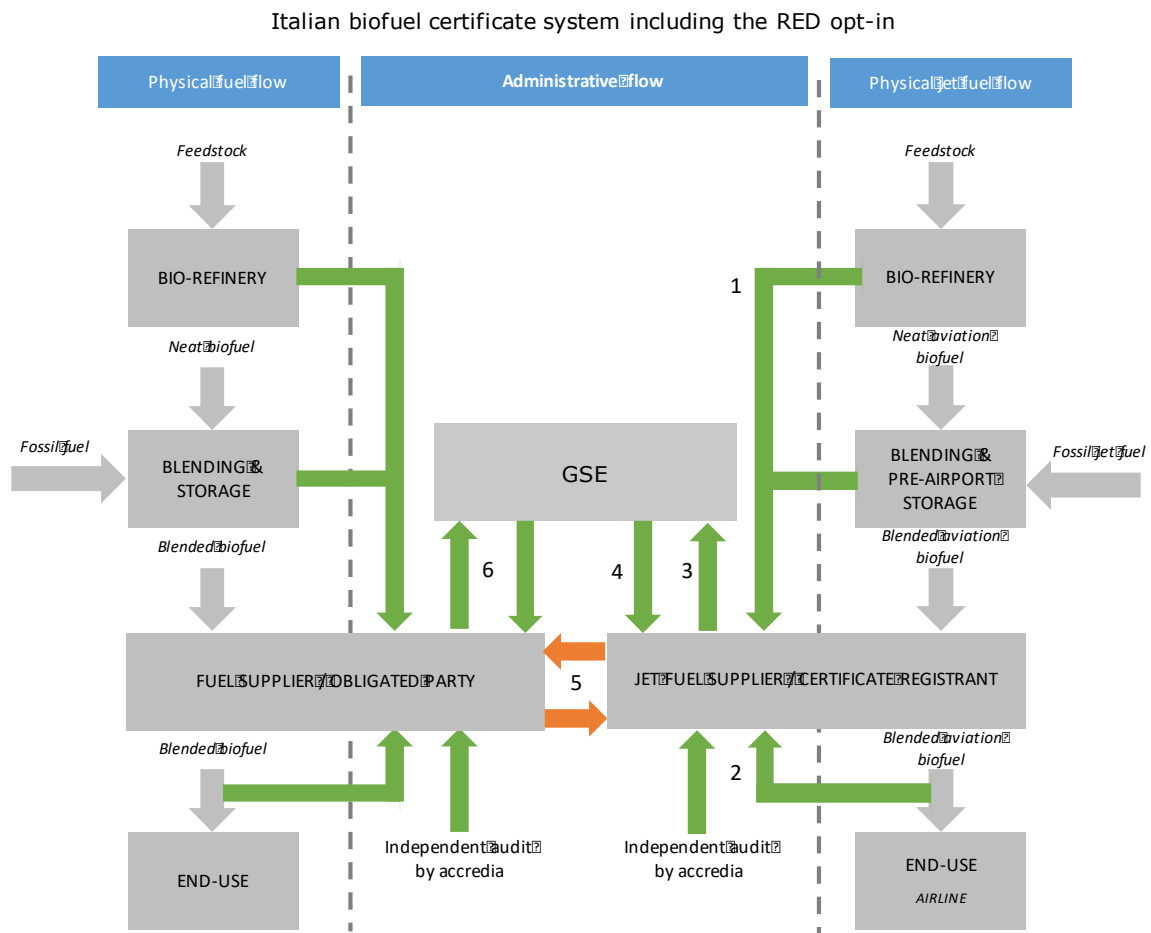 Italian biofuel certificate system including the RED opt-in
Physical fuel flow
Administrative flow
Physical jet fuel flow
Feedstock
Feedstock
BIO-REFINERY
1
BIO-REFINERY
Neat biofuel
Neat aviation
biofuel
Fossil fuel
BLENDING &
STORAGE
GSE
BLENDING &
PRE-AIRPORT
STORAGE
Fossil jet fuel
Blended biofuel
Blended aviation
biofuel
6
4
3
FUEL SUPPLIER / OBLIGATED PARTY
5
JET FUEL SUPPLIER / CERTIFICATE REGISTRANT
Blended biofuel
Blended aviation
biofuel
2
Independent audit
by accredia
Independent audit
by accredia
END-USE
END-USE
AIRLINE